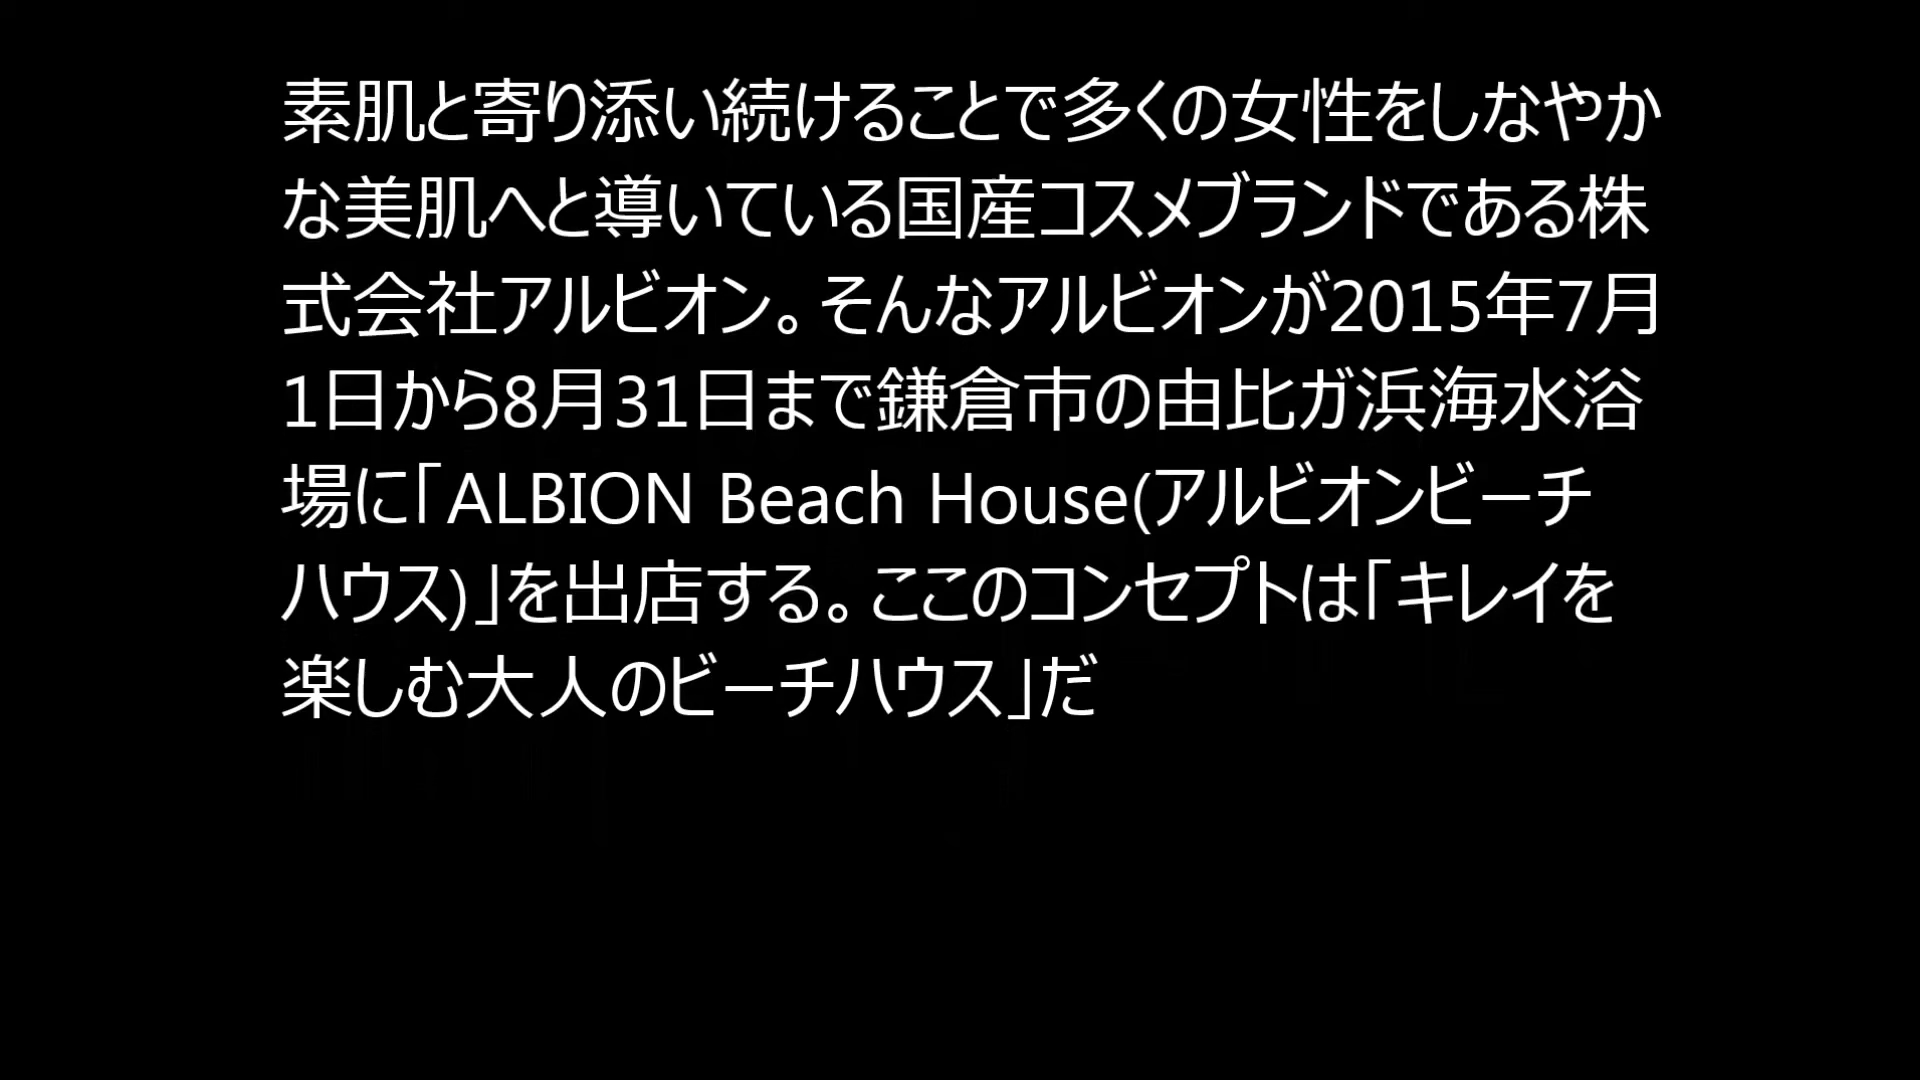 素肌と寄り添い続けることで多くの女性をしなやか
な美肌へと導いている国産コスメブランドである株
式会社アルビオン。そんなアルビオンが2015年7月
1日から8月31日まで鎌倉市の由比ガ浜海水浴
場に「ALBION Beach House(アルビオンビーチ
ハウス)」を出店する。ここのコンセプトは「キレイを
楽しむ大人のビーチハウス」だ